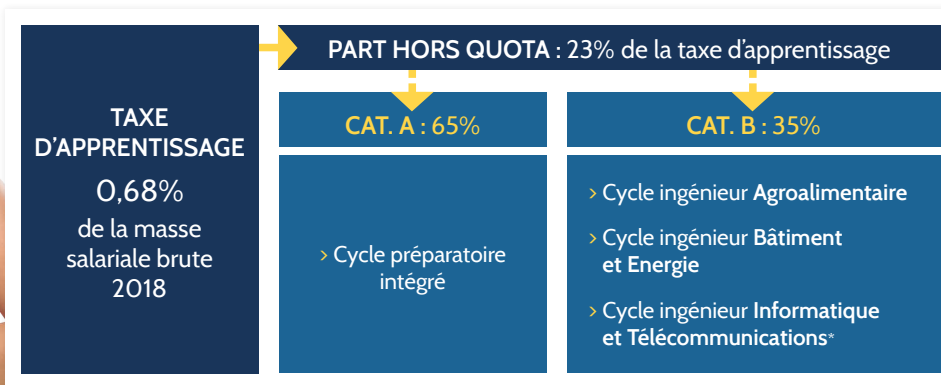 TAXE
D'APPRENTISSAGE
0,68%
de la masse
salariale brute
2018
PART HORS QUOTA : 23% de la taxe d'apprentissage
CAT. A : 65%
> Cycle préparatoire
intégré
CAT. B : 35%
> Cycle ingénieur Agroalimentaire
> Cycle ingénieur Bâtiment
et Energie
> Cycle ingénieur Informatique
et Télécommunications*